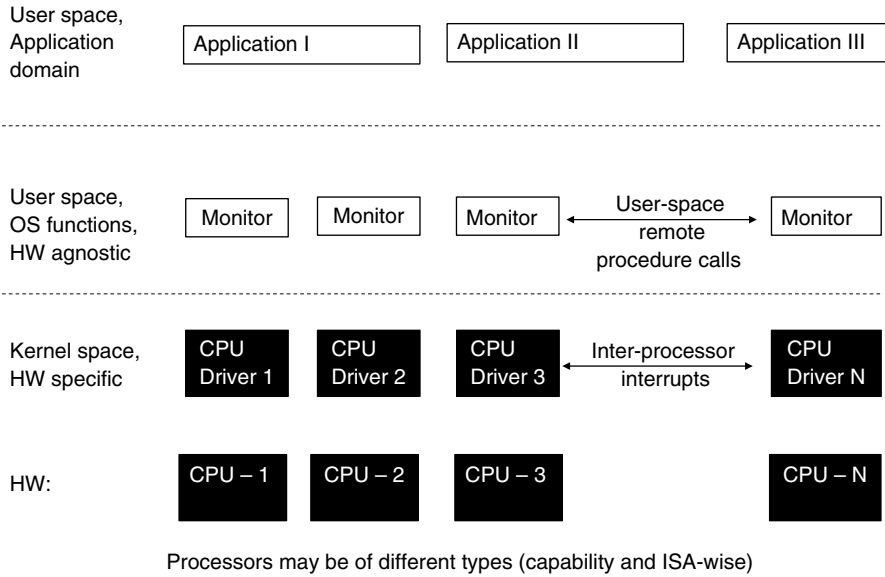 User space,
Application
domain
Application I
Application II
Application III
User space,
OS functions,
HW agnostic
Monitor
Monitor
Monitor
User-space
remote
procedure calls
Monitor
Kernel space,
HW specific
CPU
Driver 1
CPU
Driver 2
CPU
Driver 3
Inter-processor
interrupts
CPU
Driver N
HW:
CPU – 1
CPU – 2
CPU – 3
CPU – N
Processors may be of different types (capability and ISA-wise)